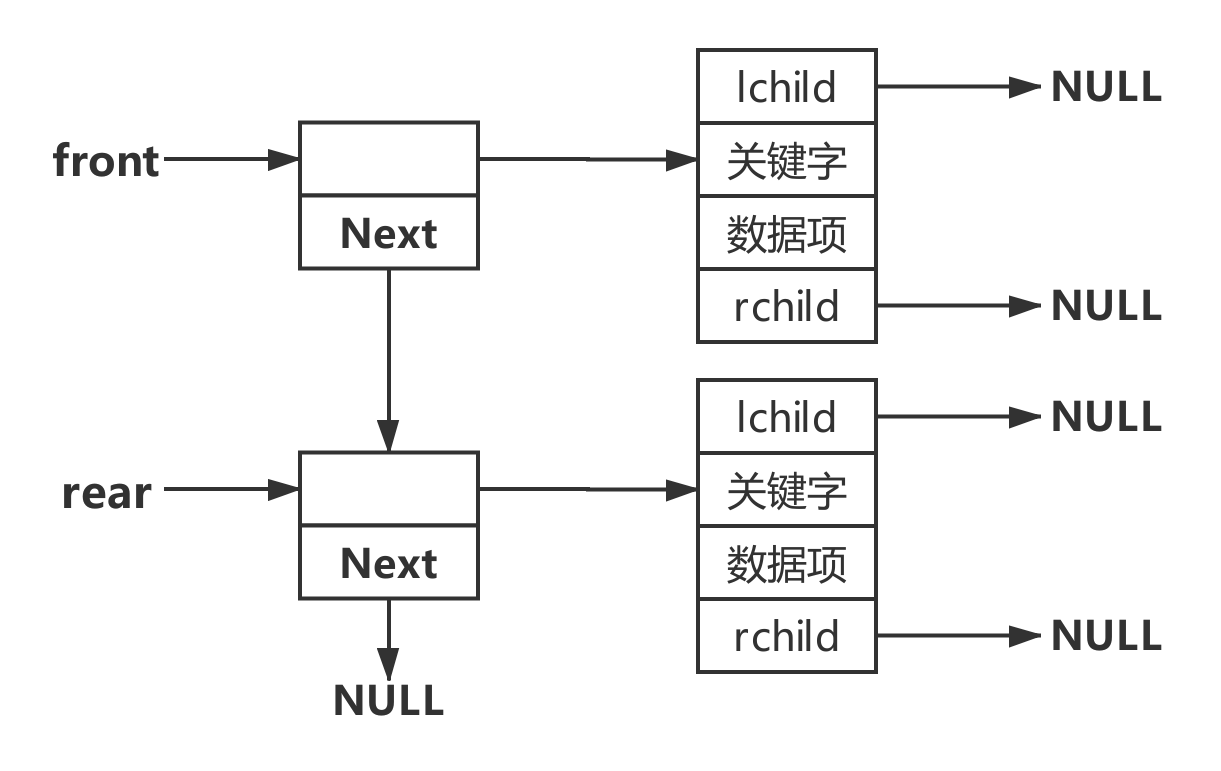 lchild
NULL
front
关键字
Next
数据项
rchild
NULL
lchild
NULL
rear
关键字
Next
数据项
rchild
NULL
NULL